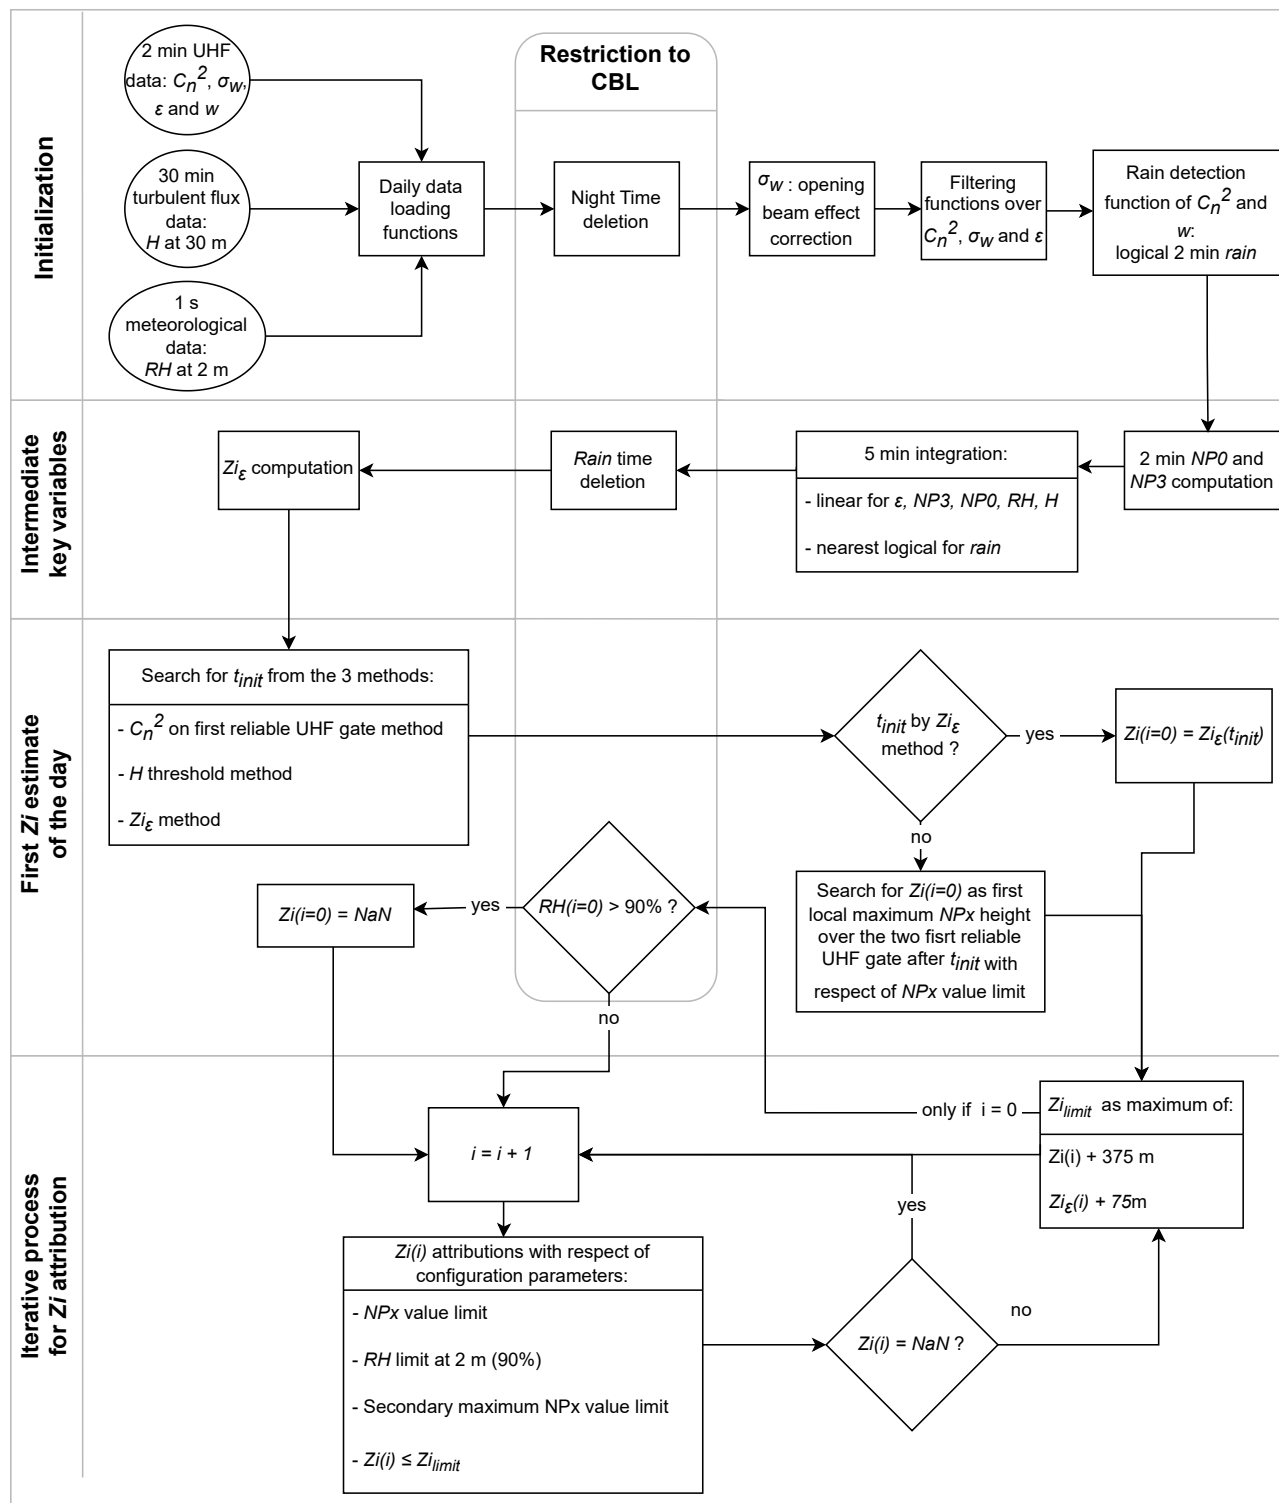 Initialization
2 min UHF
data: Cn², σw,
ε and w
30 min
turbulent flux
data:
H at 30 m
1 s
meteorological
data:
RH at 2 m
Daily data
loading
functions
Restriction to
CBL
Night Time
deletion
σw : opening
beam effect
correction
Filtering
functions over
Cn², σw and ε
Rain detection
function of Cn² and
w:
logical 2 min rain
Intermediate
key variables
Ziε computation
Rain time
deletion
5 min integration:
- linear for ε, NP3, NP0, RH, H
- nearest logical for rain
2 min NP0 and
NP3 computation
First Zi estimate
of the day
Search for tinit from the 3 methods:
- Cn² on first reliable UHF gate method
- H threshold method
- Ziε method
tinit by Ziε
method ?
yes
Zi(i=0) = Ziε(tinit)
no
Search for Zi(i=0) as first
local maximum NPx height
over the two fisrt reliable
UHF gate after tinit with
respect of NPx value limit
Zi(i=0) = NaN
yes
RH(i=0) > 90% ?
no
Iterative process
for Zi attribution
only if i = 0
Zilimit as maximum of:
Zi(i) + 375 m
Ziε(i) + 75m
i = i + 1
yes
Zi(i) attributions with respect of
configuration parameters:
- NPx value limit
- RH limit at 2 m (90%)
- Secondary maximum NPx value limit
- Zi(i) ≤ Zilimit
Zi(i) = NaN ?
no